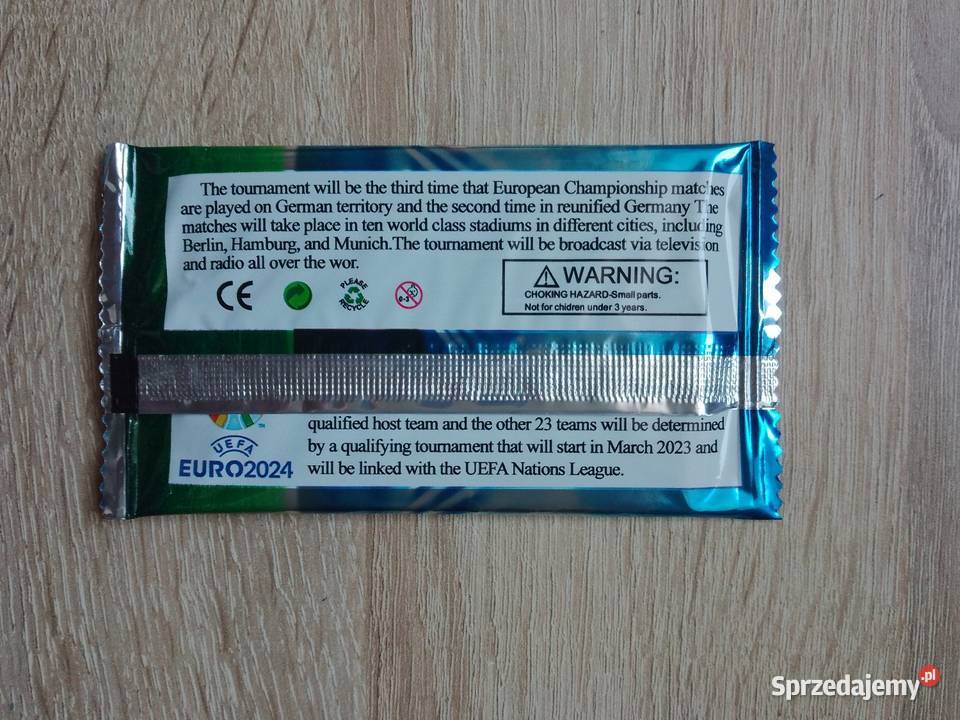 The tournament will be the third time that European Championship matches
are played on German territory and the second time in reunified Germany The
matches will take place in ten world class stadiums in different cities, including
Berlin, Hamburg, and Munich.The tournament will be broadcast via television
and radio all over the wor.
CE
PLEASE RECYCLE
0-3
WARNING:
CHOKING HAZARD-Small parts.
Not for chidren under 3 years.
qualified host team and the other 23 teams will be determined
by a qualifying tournament that will start in March 2023 and
will be linked with the UEFA Nations League.
TM
UEFA
EURO2024
Sprzedajemy.pl